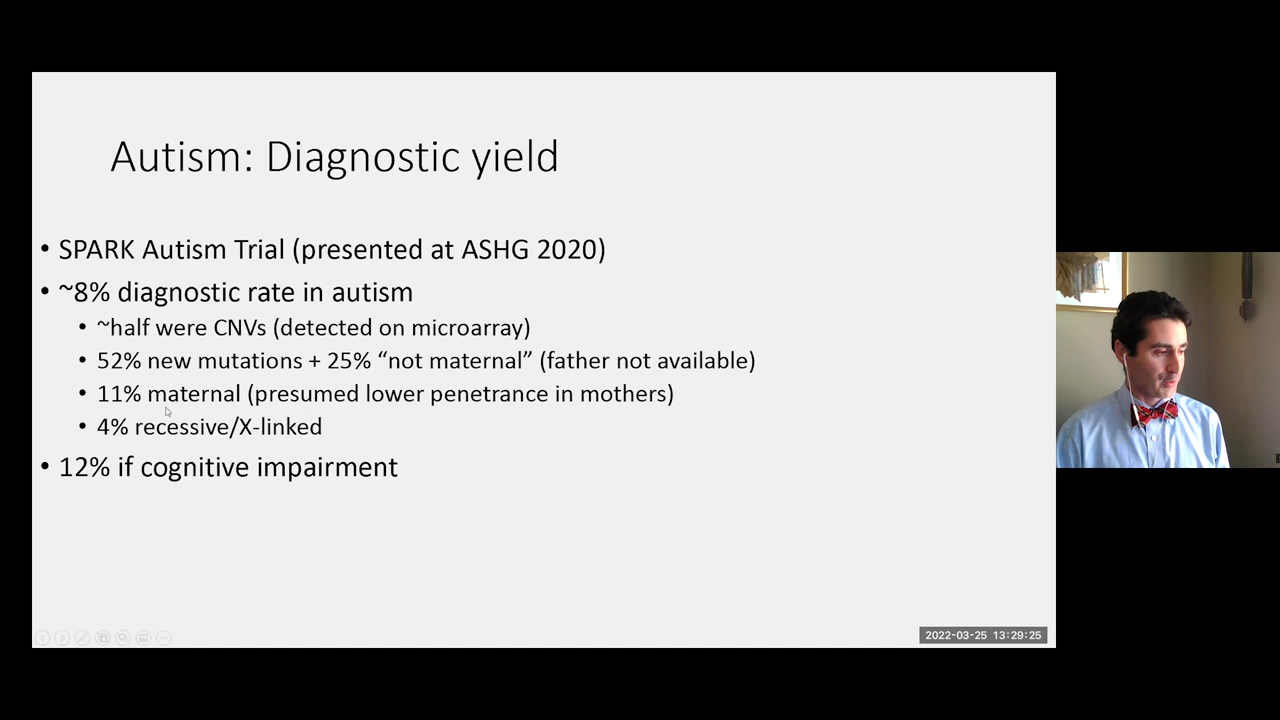 Autism: Diagnostic yield
• SPARK Autism Trial (presented at ASHG 2020)
• ~8% diagnostic rate in autism
• ~half were CNVs (detected on microarray)
• 52% new mutations + 25% “not maternal” (father not available)
• 11% maternal (presumed lower penetrance in mothers)
• 4% recessive/X-linked
• 12% if cognitive impairment
2022-03-25 13:29:25